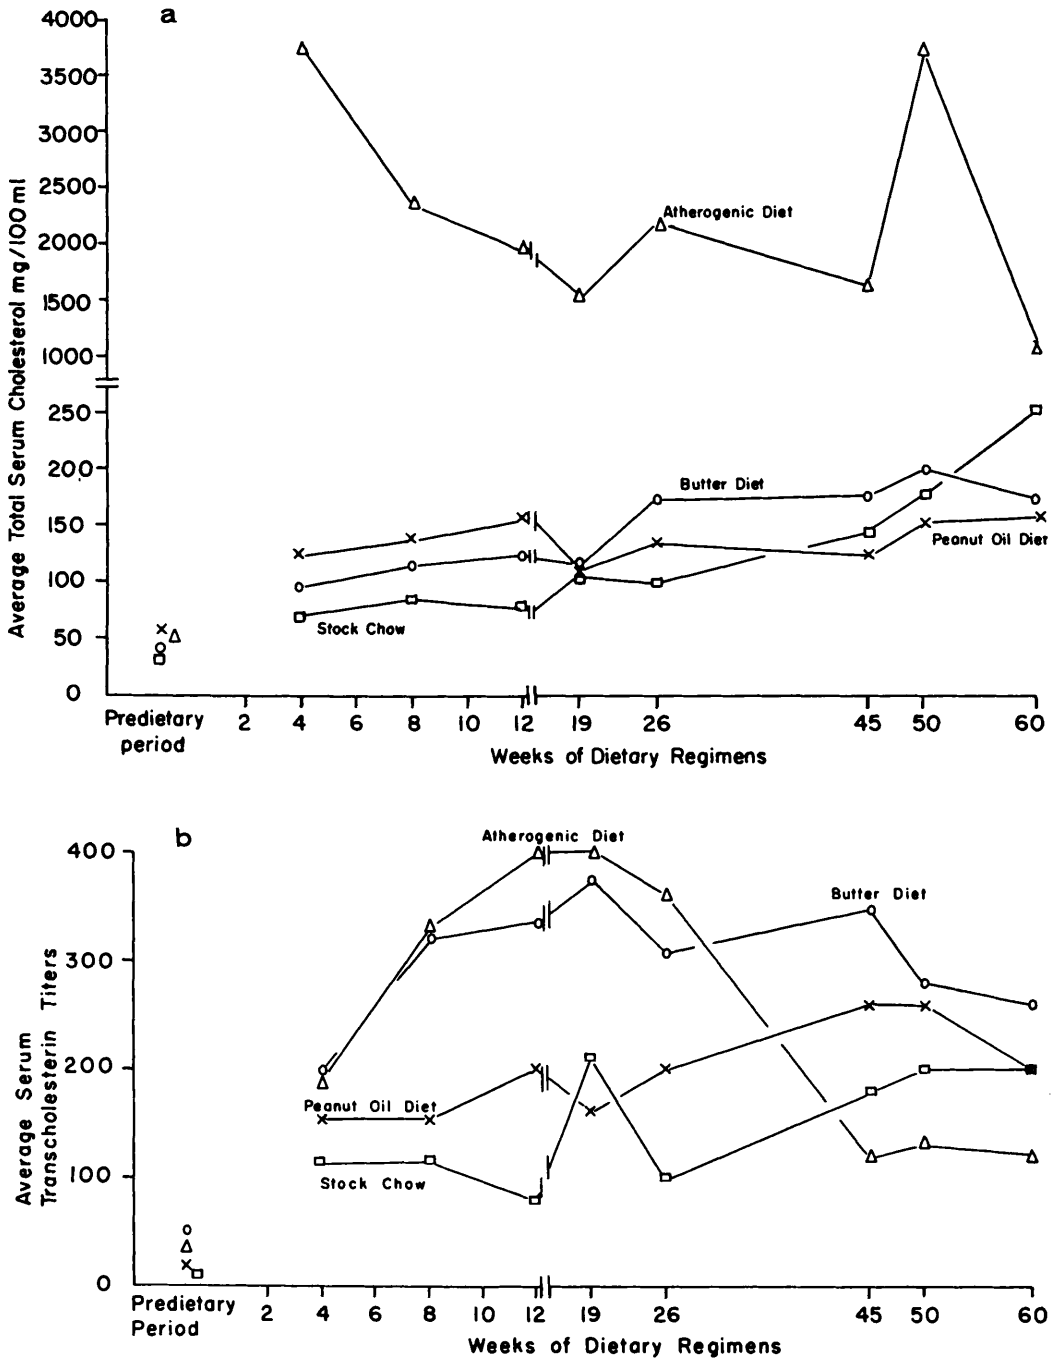 a
4000
3500
3000
2500
2000
1500
1000
250
200
150
100
50
0
Average Total Serum Cholesterol mg/100ml
Atherogenic Diet
Butter Diet
Peanut Oil Diet
Stock Chow
Predietary period
2 4 6 8 10 12 19 26 45 50 60
Weeks of Dietary Regimens
b
400
300
200
100
0
Average Serum
Transcholesterin Titers
Atherogenic Diet
Butter Diet
Peanut Oil Diet
Stock Chow
Predietary Period
2 4 6 8 10 12 19 26 45 50 60
Weeks of Dietary Regimens